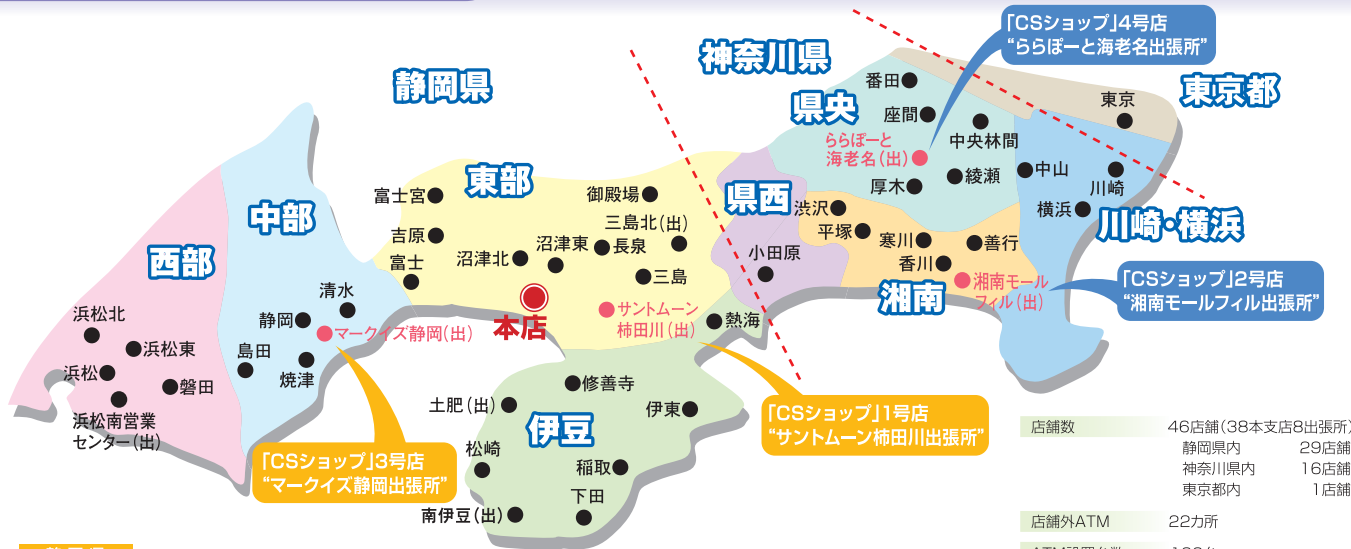 「CSショップ」4号店
“ららぽーと海老名出張所”
静岡県
神奈川県
東京都
県央
番田
座間
中央林間
ららぽーと
海老名(出)
厚木
綾瀬
東京
中山
川崎
横浜
川崎・横浜
県西
小田原
渋沢
平塚
寒川
善行
香川
湘南モール
フィル(出)
湘南
「CSショップ」2号店
“湘南モールフィル出張所”
東部
富士宮
御殿場
三島北(出)
吉原
沼津東
長泉
富士
沼津北
三島
本店
サントムーン
柿田川(出)
熱海
中部
清水
静岡
マークイズ静岡(出)
島田
焼津
西部
浜松北
浜松東
浜松
磐田
浜松南営業
センター(出)
伊豆
修善寺
土肥(出)
伊東
松崎
稲取
下田
南伊豆(出)
「CSショップ」1号店
“サントムーン柿田川出張所”
「CSショップ」3号店
“マークイズ静岡出張所”
店舗数 46店舗(38本支店8出張所)
静岡県内 29店舗
神奈川県内 16店舗
東京都内 1店舗
店舗外ATM 22カ所